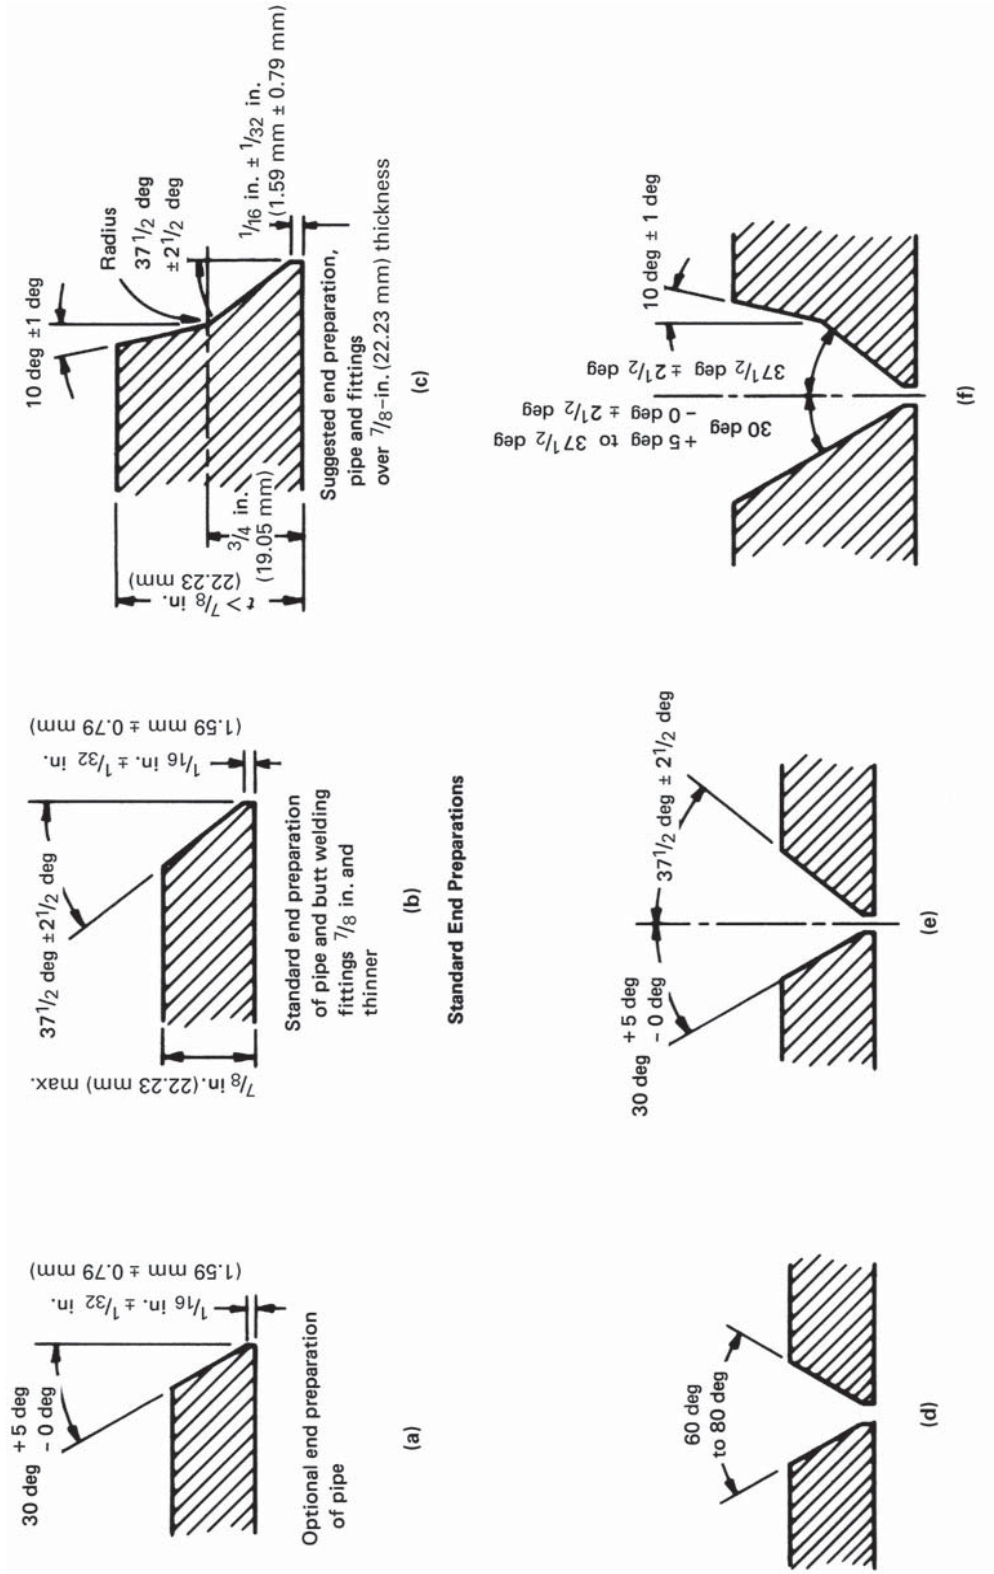 30 deg + 5 deg
− 0 deg
1/16 in. ± 1/32 in.
(1.59 mm ± 0.79 mm)
Optional end preparation
of pipe
(a)
37 1/2 deg ±2 1/2 deg
1/16 in. ± 1/32 in.
(1.59 mm ± 0.79 mm)
7/8 in. (22.23 mm) max.
Standard end preparation
of pipe and butt welding
fittings 7/8 in. and
thinner
(b)
10 deg ±1 deg
Radius
37 1/2 deg
±2 1/2 deg
1/16 in. ± 1/32 in.
(1.59 mm ± 0.79 mm)
t > 7/8 in.
(22.23 mm)
3/4 in.
(19.05 mm)
Suggested end preparation,
pipe and fittings
over 7/8-in. (22.23 mm) thickness
(c)
Standard End Preparations
60 deg
to 80 deg
(d)
30 deg + 5 deg
− 0 deg
37 1/2 deg ± 2 1/2 deg
(e)
30 deg +5 deg to 37 1/2 deg
− 0 deg ± 2 1/2 deg
37 1/2 deg ± 2 1/2 deg
10 deg ± 1 deg
(f)